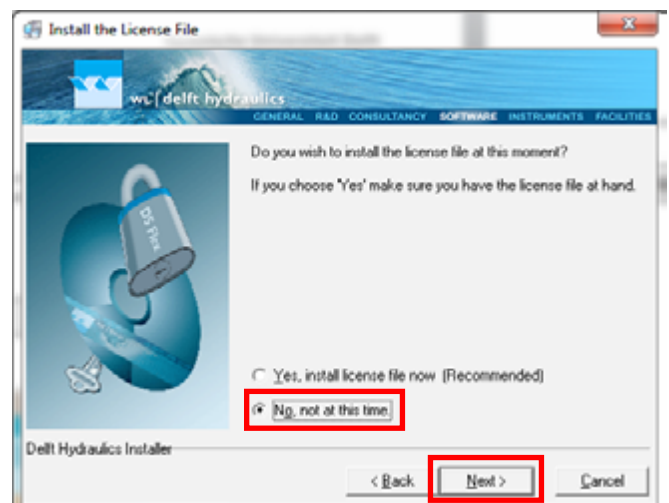 Install the License File
wl | delft hydraulics
GENERAL R&D CONSULTANCY SOFTWARE INSTRUMENTS FACILITIES
Do you wish to install the license file at this moment?
If you choose 'Yes' make sure you have the license file at hand.
DS Flex
Yes, install license file now (Recommended)
No, not at this time.
Delft Hydraulics Installer
< Back
Next >
Cancel